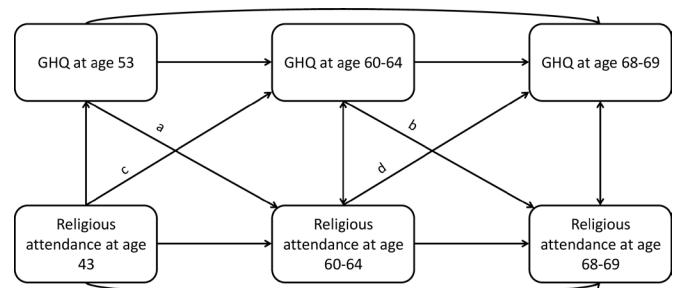 GHQ at age 53
GHQ at age 60-64
GHQ at age 68-69
a
b
c
d
Religious
attendance at age
43
Religious
attendance at age
60-64
Religious
attendance at age
68-69